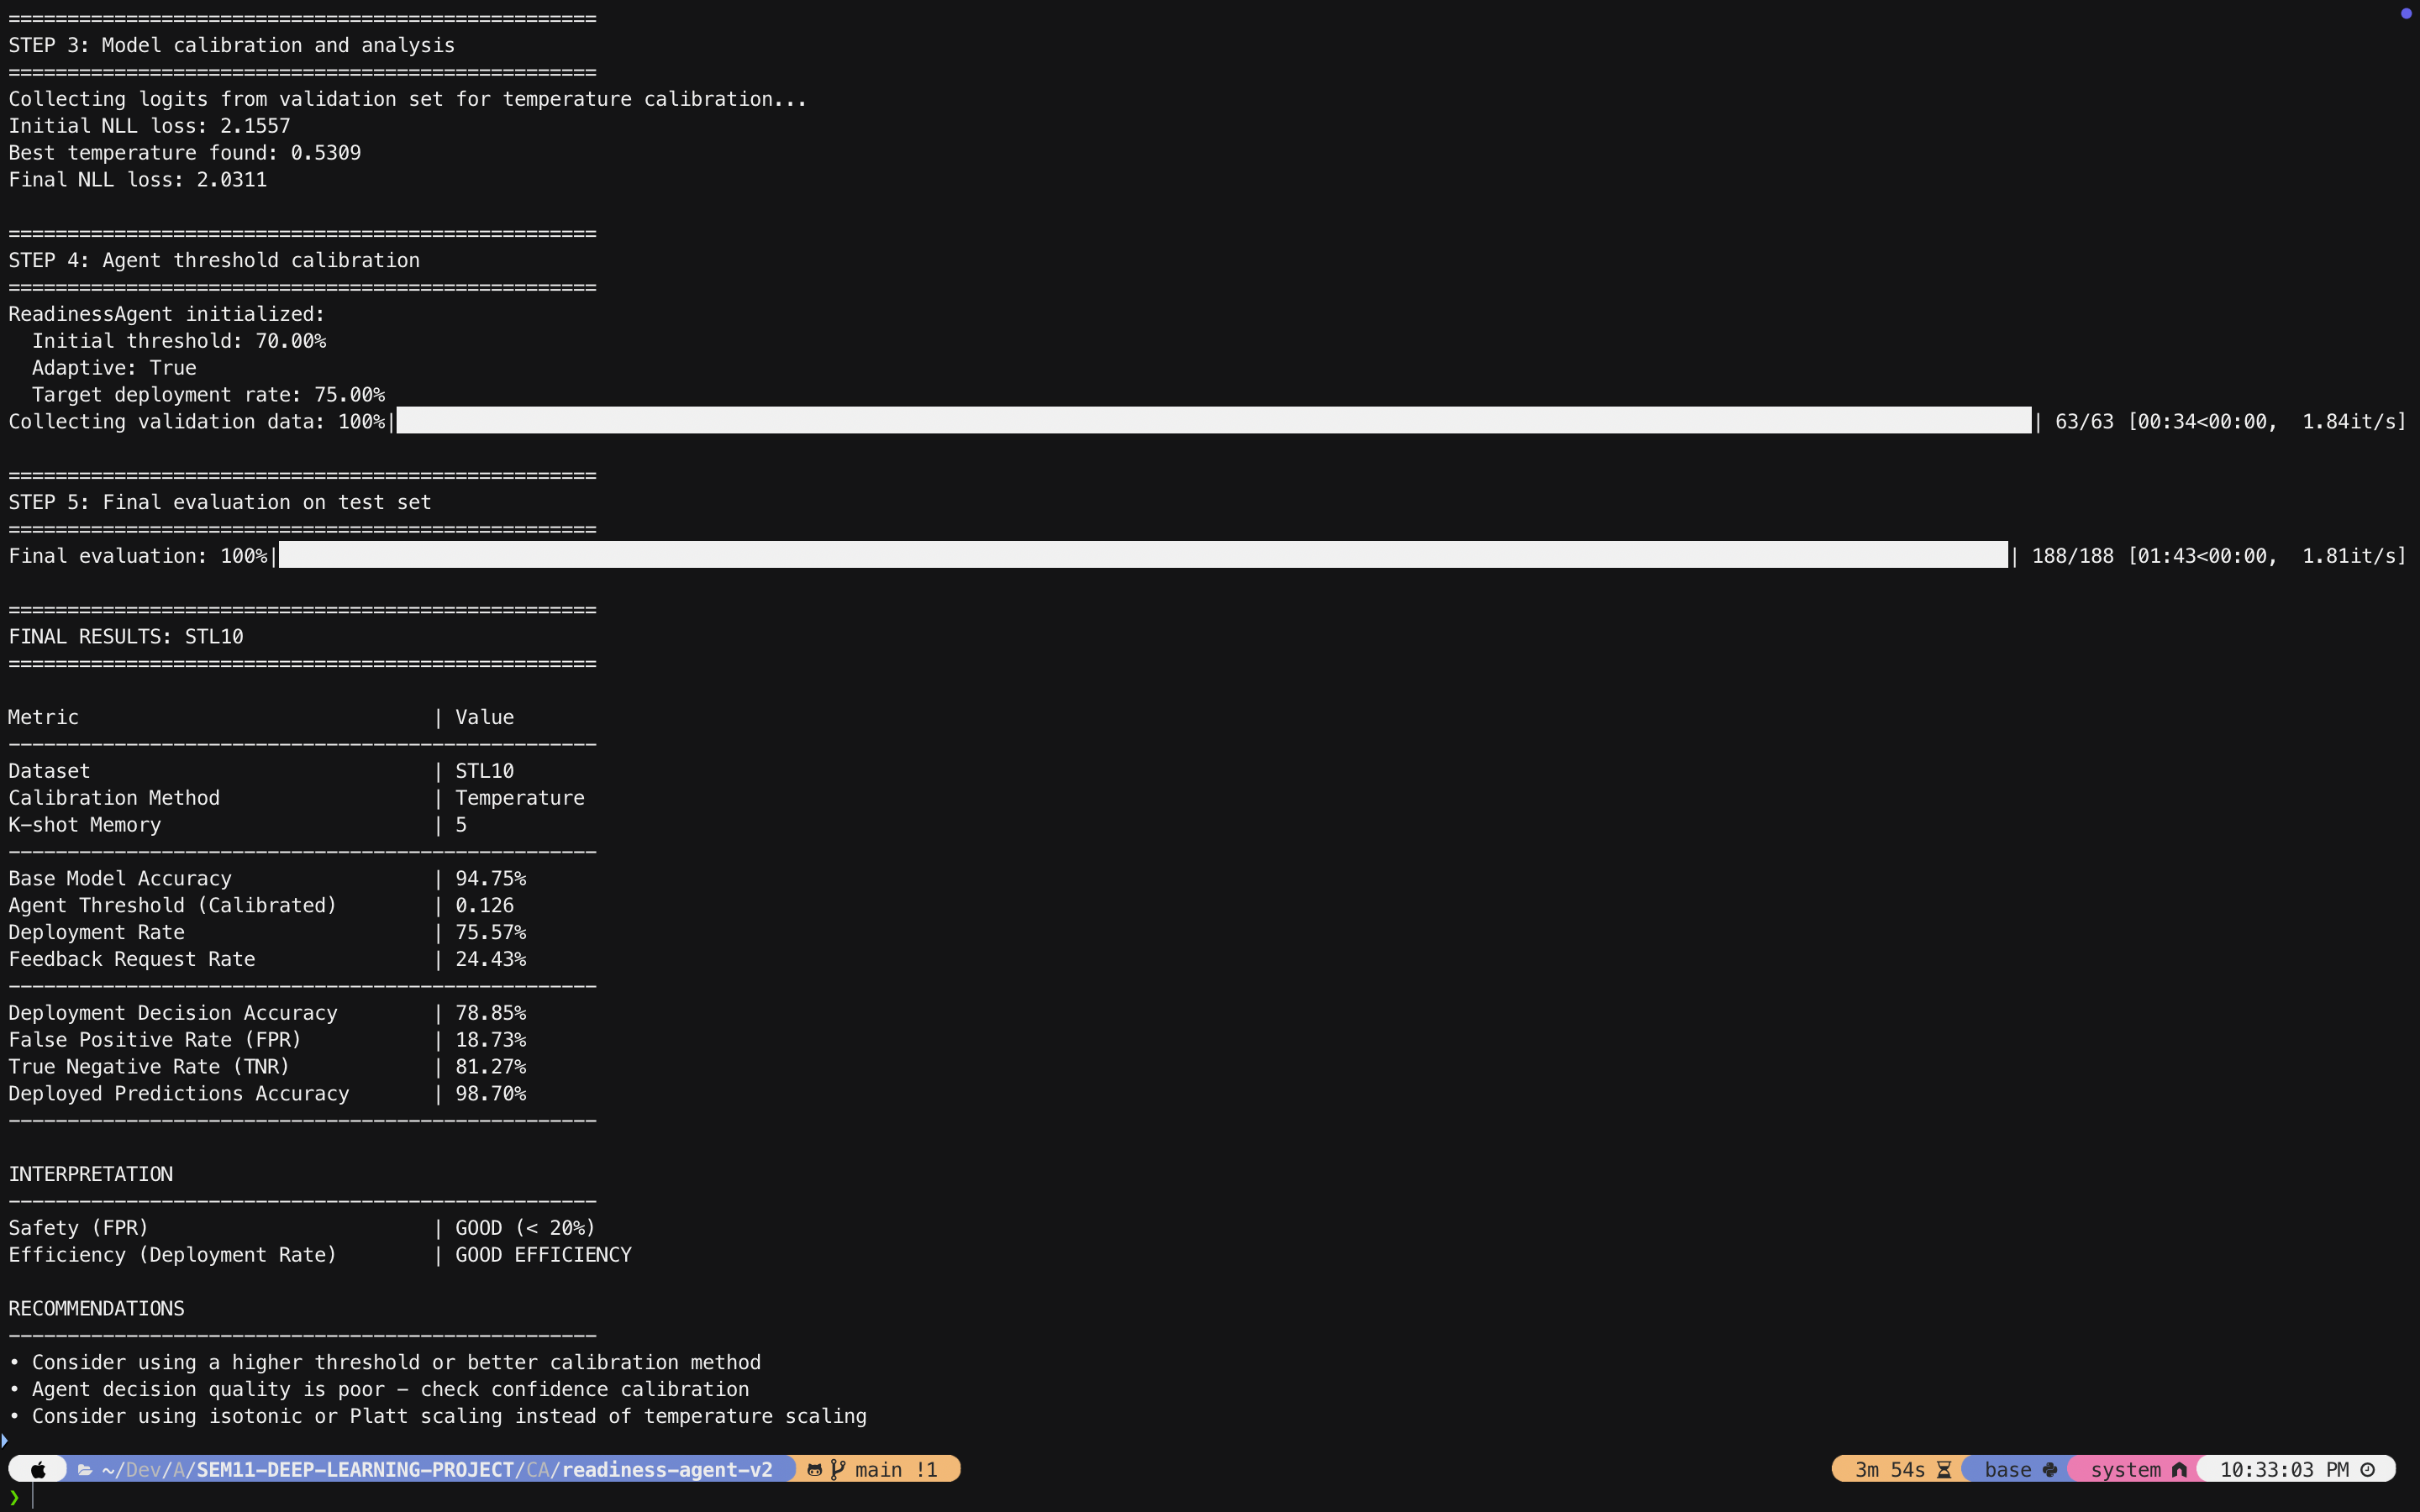 ==================================================
STEP 3: Model calibration and analysis
==================================================
Collecting logits from validation set for temperature calibration...
Initial NLL loss: 2.1557
Best temperature found: 0.5309
Final NLL loss: 2.0311
==================================================
STEP 4: Agent threshold calibration
==================================================
ReadinessAgent initialized:
  Initial threshold: 70.00%
  Adaptive: True
  Target deployment rate: 75.00%
Collecting validation data: 100%| | 63/63 [00:34<00:00,  1.84it/s]
==================================================
STEP 5: Final evaluation on test set
==================================================
Final evaluation: 100%| | 188/188 [01:43<00:00,  1.81it/s]
==================================================
FINAL RESULTS: STL10
==================================================
Metric                              | Value
--------------------------------------------------
Dataset                             | STL10
Calibration Method                  | Temperature
K-shot Memory                       | 5
--------------------------------------------------
Base Model Accuracy                 | 94.75%
Agent Threshold (Calibrated)        | 0.126
Deployment Rate                     | 75.57%
Feedback Request Rate               | 24.43%
--------------------------------------------------
Deployment Decision Accuracy        | 78.85%
False Positive Rate (FPR)           | 18.73%
True Negative Rate (TNR)            | 81.27%
Deployed Predictions Accuracy       | 98.70%
--------------------------------------------------
INTERPRETATION
--------------------------------------------------
Safety (FPR)                        | GOOD (< 20%)
Efficiency (Deployment Rate)        | GOOD EFFICIENCY
RECOMMENDATIONS
--------------------------------------------------
• Consider using a higher threshold or better calibration method
• Agent decision quality is poor - check confidence calibration
• Consider using isotonic or Platt scaling instead of temperature scaling
~/Dev/A/SEM11-DEEP-LEARNING-PROJECT/CA/readiness-agent-v2 main !1 3m 54s base system 10:33:03 PM
❯